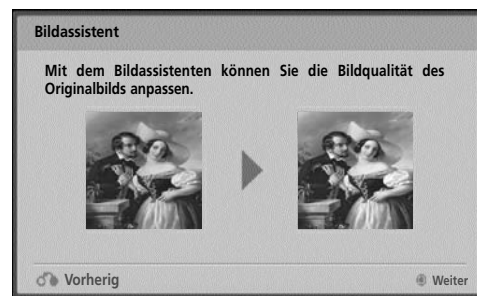 Bildassistent
Mit dem Bildassistenten können Sie die Bildqualität des
Originalbilds anpassen.
Vorherig
Weiter